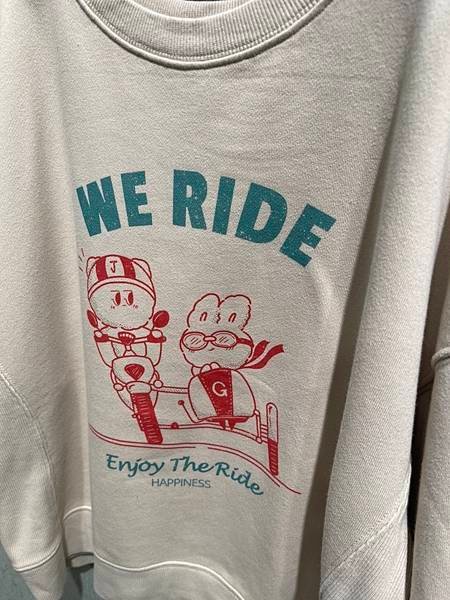 WE RIDE
J
G
Enjoy The Ride
HAPPINESS